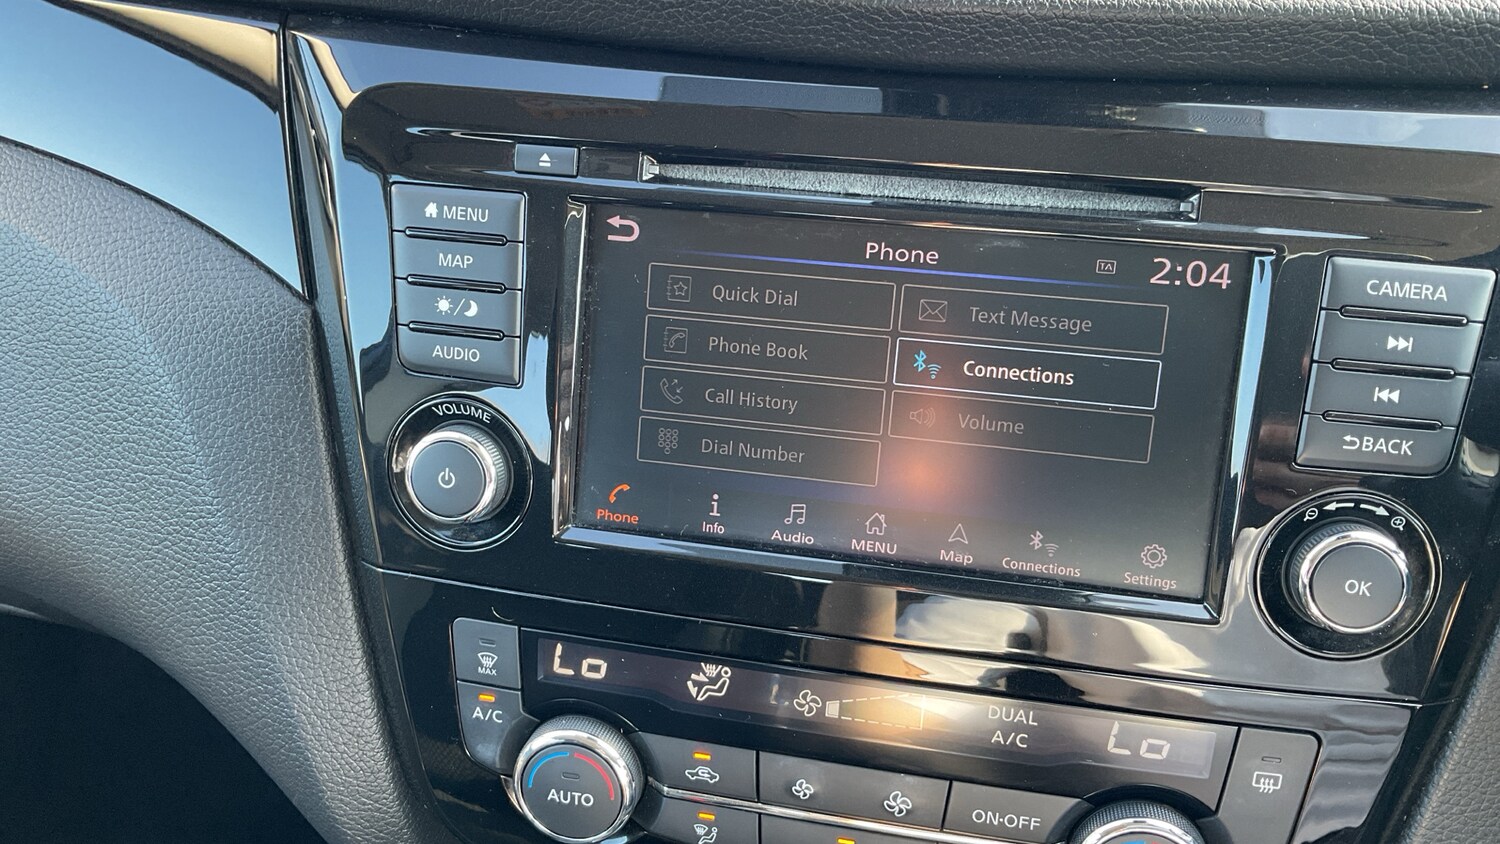 MENU
MAP
AUDIO
VOLUME
Phone
TA
2:04
Quick Dial
Text Message
Phone Book
Connections
Call History
Volume
Dial Number
Phone
Info
Audio
MENU
Map
Connections
Settings
CAMERA
BACK
OK
MAX
A/C
Lo
DUAL
A/C
Lo
AUTO
ON·OFF